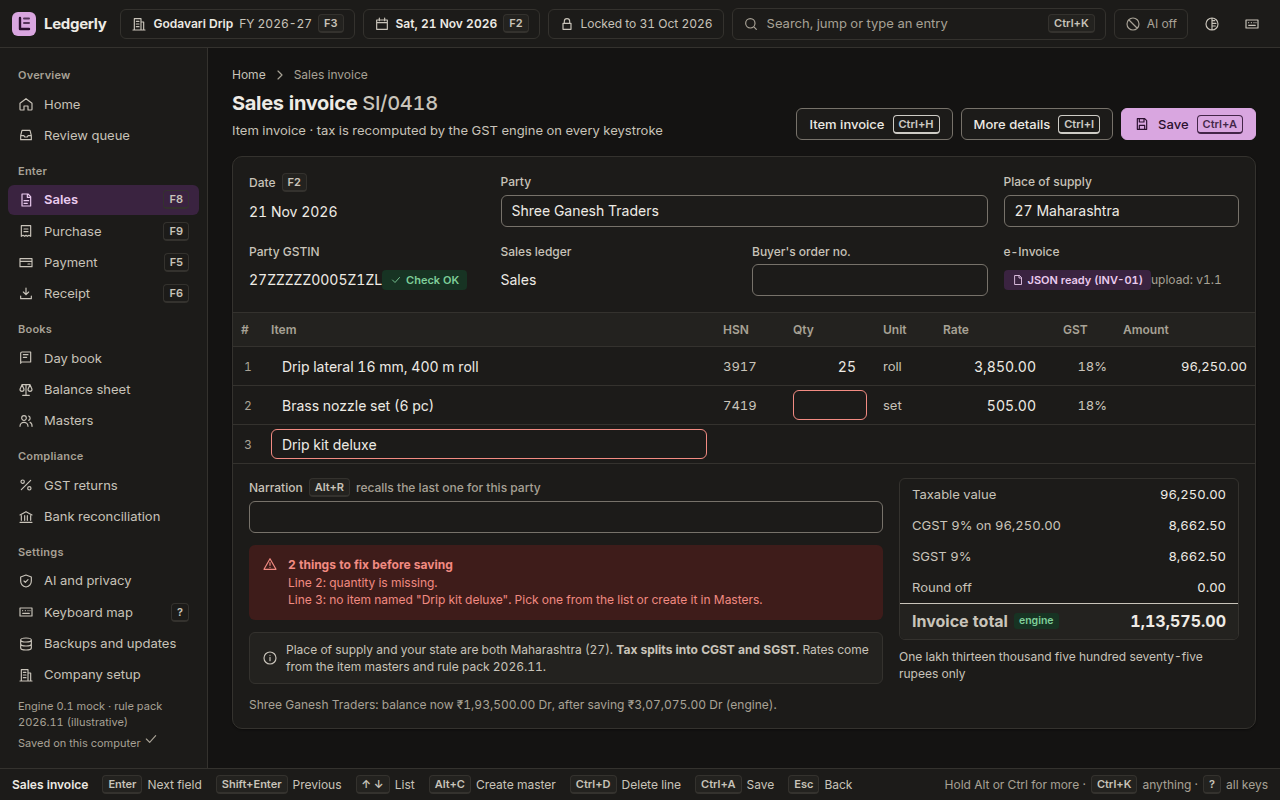 Ledgerly
Godavari Drip FY 2026-27 F3
Sat, 21 Nov 2026 F2
Locked to 31 Oct 2026
Search, jump or type an entry Ctrl+K
AI off
Overview
Home
Review queue
Enter
Sales F8
Purchase F9
Payment F5
Receipt F6
Books
Day book
Balance sheet
Masters
Compliance
GST returns
Bank reconciliation
Settings
AI and privacy
Keyboard map ?
Backups and updates
Company setup
Engine 0.1 mock · rule pack
2026.11 (illustrative)
Saved on this computer
Home Sales invoice
Sales invoice SI/0418
Item invoice · tax is recomputed by the GST engine on every keystroke
Item invoice Ctrl+H
More details Ctrl+I
Save Ctrl+A
Date F2
21 Nov 2026
Party
Shree Ganesh Traders
Place of supply
27 Maharashtra
Party GSTIN
27ZZZZZ0005Z1ZL Check OK
Sales ledger
Sales
Buyer's order no.
e-Invoice
JSON ready (INV-01) upload: v1.1
# Item HSN Qty Unit Rate GST Amount
1 Drip lateral 16 mm, 400 m roll 3917 25 roll 3,850.00 18% 96,250.00
2 Brass nozzle set (6 pc) 7419 set 505.00 18%
3 Drip kit deluxe
Narration Alt+R recalls the last one for this party
2 things to fix before saving
Line 2: quantity is missing.
Line 3: no item named "Drip kit deluxe". Pick one from the list or create it in Masters.
Place of supply and your state are both Maharashtra (27). Tax splits into CGST and SGST. Rates come
from the item masters and rule pack 2026.11.
Shree Ganesh Traders: balance now ₹1,93,500.00 Dr, after saving ₹3,07,075.00 Dr (engine).
Taxable value 96,250.00
CGST 9% on 96,250.00 8,662.50
SGST 9% 8,662.50
Round off 0.00
Invoice total engine 1,13,575.00
One lakh thirteen thousand five hundred seventy-five
rupees only
Sales invoice Enter Next field Shift+Enter Previous ↑↓ List Alt+C Create master Ctrl+D Delete line Ctrl+A Save Esc Back
Hold Alt or Ctrl for more · Ctrl+K anything · ? all keys